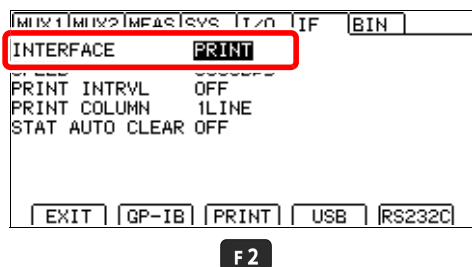 MUX1 MUX2 MEAS SYS I/O IF BIN
INTERFACE PRINT
PRINT INTRVL OFF
PRINT COLUMN 1LINE
STAT AUTO CLEAR OFF
EXIT GP-IB PRINT USB RS232C
F2